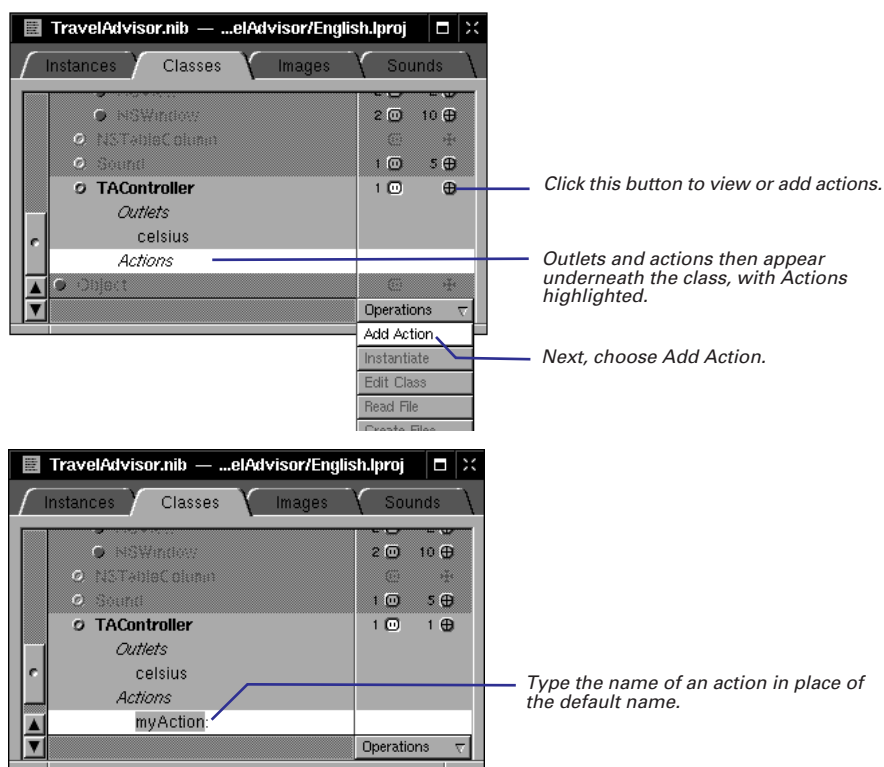 TravelAdvisor.nib — ...elAdvisor/English.lproj
Instances Classes Images Sounds
NSWindow 2 10
NSTableColumn
Sound 1 5
TAController 1
Click this button to view or add actions.
Outlets
celsius
Actions
Outlets and actions then appear
underneath the class, with Actions
highlighted.
Object
Operations
Add Action
Next, choose Add Action.
Instantiate
Edit Class
Read File
Create Files
TravelAdvisor.nib — ...elAdvisor/English.lproj
Instances Classes Images Sounds
NSWindow 2 10
NSTableColumn
Sound 1 5
TAController 1 1
Outlets
celsius
Actions
Type the name of an action in place of
the default name.
myAction:
Operations